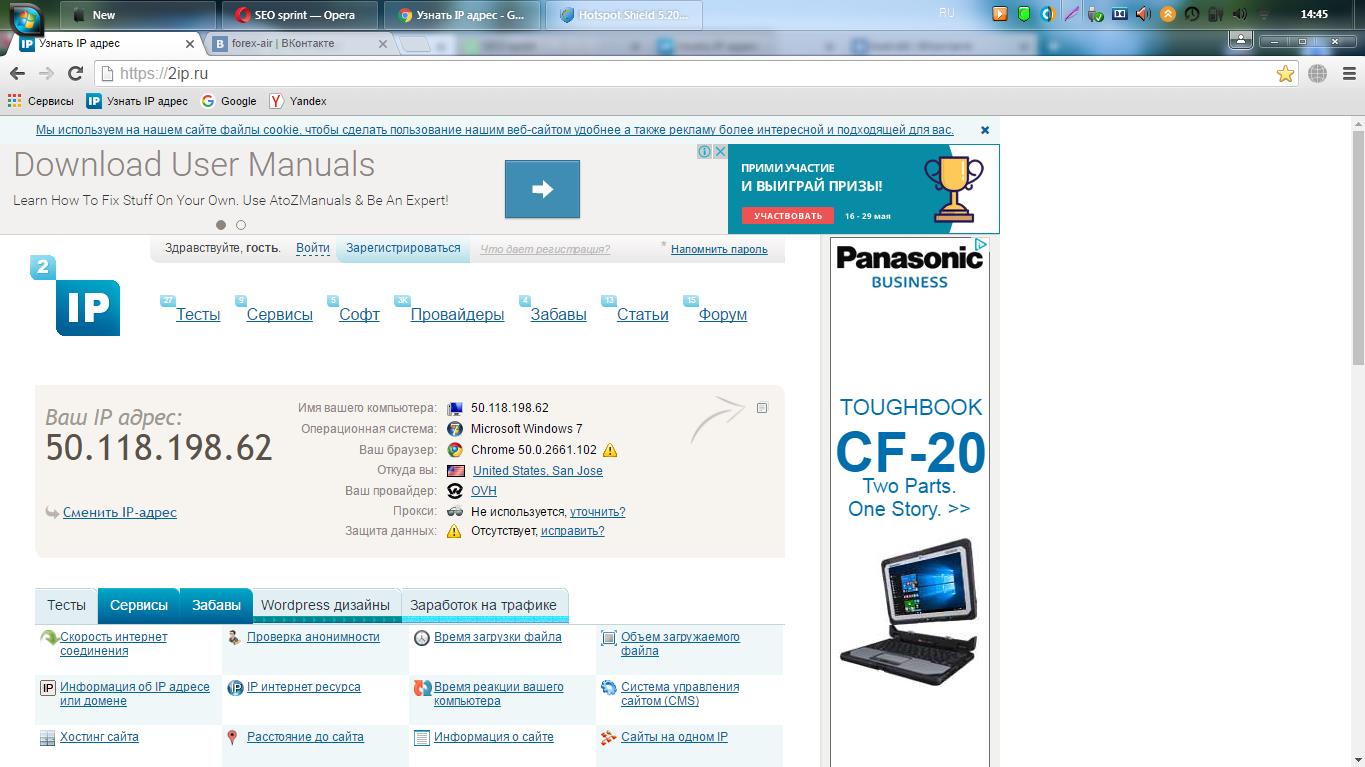 New
SEO sprint — Opera
Узнать IP адрес - G...
Hotspot Shield 5.20...
RU
14:45
IP Узнать IP адрес
B forex-air | ВКонтакте
https://2ip.ru
Сервисы
IP Узнать IP адрес
Google
Yandex
Мы используем на нашем сайте файлы cookie, чтобы сделать пользование нашим веб-сайтом удобнее а также рекламу более интересной и подходящей для вас.
Download User Manuals
Learn How To Fix Stuff On Your Own. Use AtoZManuals & Be An Expert!
ПРИМИ УЧАСТИЕ
И ВЫИГРАЙ ПРИЗЫ!
УЧАСТВОВАТЬ 16 - 29 мая
Здравствуйте, гость. Войти Зарегистрироваться Что дает регистрация? * Напомнить пароль
2
IP
27 Тесты
9 Сервисы
5 Софт
3K Провайдеры
4 Забавы
13 Статьи
15 Форум
Ваш IP адрес:
50.118.198.62
Сменить IP-адрес
Имя вашего компьютера: 50.118.198.62
Операционная система: Microsoft Windows 7
Ваш браузер: Chrome 50.0.2661.102
Откуда вы: United States, San Jose
Ваш провайдер: OVH
Прокси: Не используется, уточнить?
Защита данных: Отсутствует, исправить?
Panasonic
BUSINESS
TOUGHBOOK
CF-20
Two Parts.
One Story. >>
Тесты Сервисы Забавы Wordpress дизайны Заработок на трафике
Скорость интернет
соединения
Проверка анонимности
Время загрузки файла
Объем загружаемого
файла
IP Информация об IP адресе
или домене
IP IP интернет ресурса
Время реакции вашего
компьютера
Система управления
сайтом (CMS)
Хостинг сайта
Расстояние до сайта
Информация о сайте
Сайты на одном IP